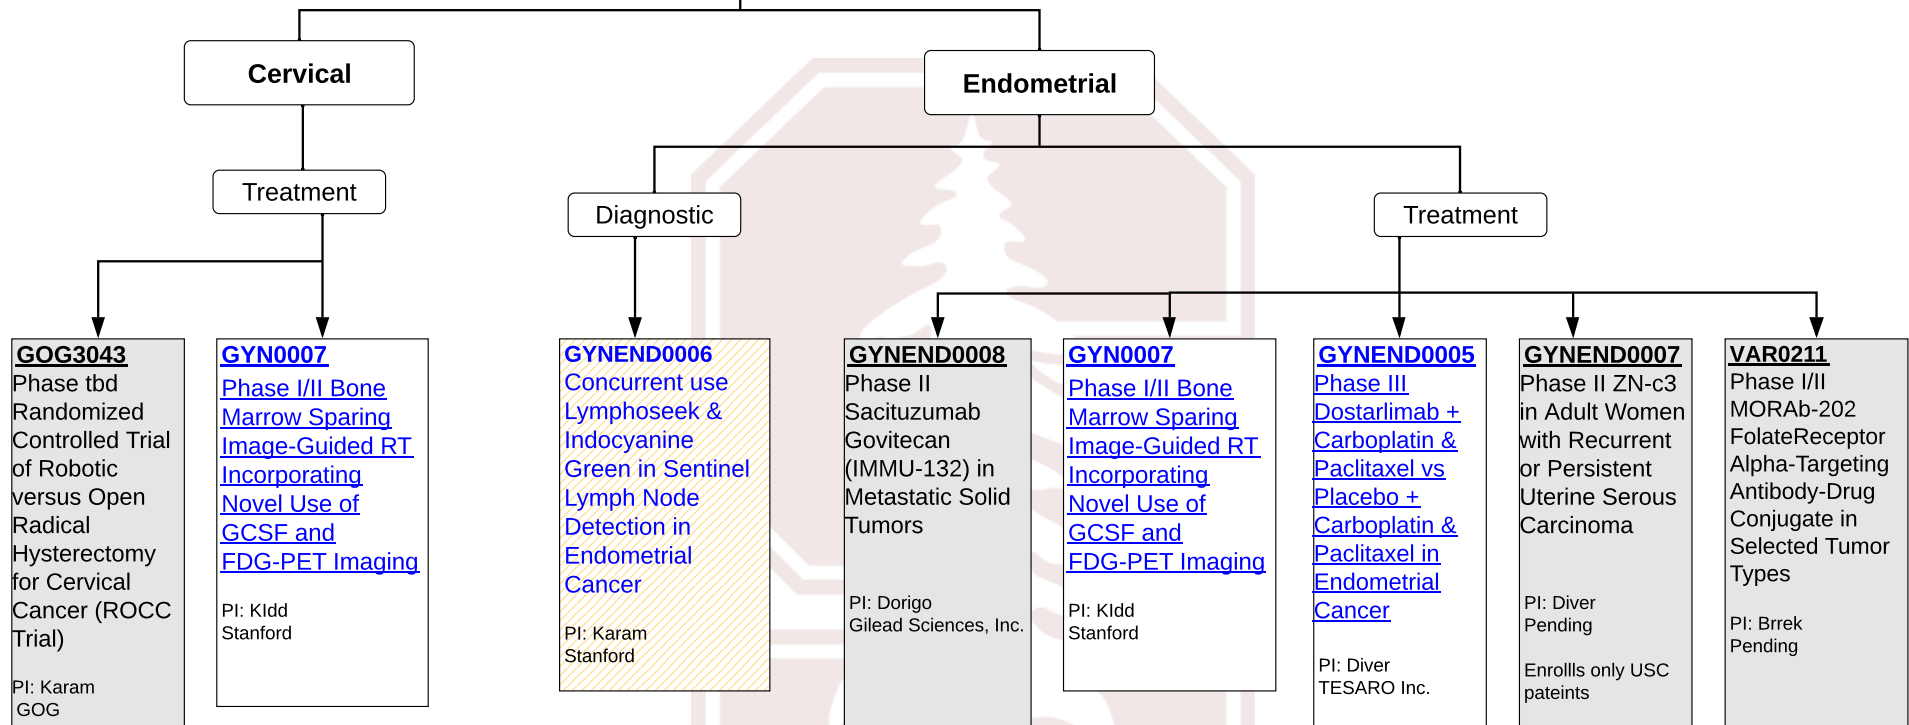 Cervical
Endometrial
Treatment
Diagnostic
Treatment
GOG3043
Phase tbd
Randomized
Controlled Trial
of Robotic
versus Open
Radical
Hysterectomy
for Cervical
Cancer (ROCC
Trial)
PI: Karam
GOG
GYN0007
Phase I/II Bone
Marrow Sparing
Image-Guided RT
Incorporating
Novel Use of
GCSF and
FDG-PET Imaging
PI: KIdd
Stanford
GYNEND0006
Concurrent use
Lymphoseek &
Indocyanine
Green in Sentinel
Lymph Node
Detection in
Endometrial
Cancer
PI: Karam
Stanford
GYNEND0008
Phase II
Sacituzumab
Govitecan
(IMMU-132) in
Metastatic Solid
Tumors
PI: Dorigo
Gilead Sciences, Inc.
GYN0007
Phase I/II Bone
Marrow Sparing
Image-Guided RT
Incorporating
Novel Use of
GCSF and
FDG-PET Imaging
PI: KIdd
Stanford
GYNEND0005
Phase III
Dostarlimab +
Carboplatin &
Paclitaxel vs
Placebo +
Carboplatin &
Paclitaxel in
Endometrial
Cancer
PI: Diver
TESARO Inc.
GYNEND0007
Phase II ZN-c3
in Adult Women
with Recurrent
or Persistent
Uterine Serous
Carcinoma
PI: Diver
Pending
Enrollls only USC
pateints
VAR0211
Phase I/II
MORAb-202
FolateReceptor
Alpha-Targeting
Antibody-Drug
Conjugate in
Selected Tumor
Types
PI: Brrek
Pending